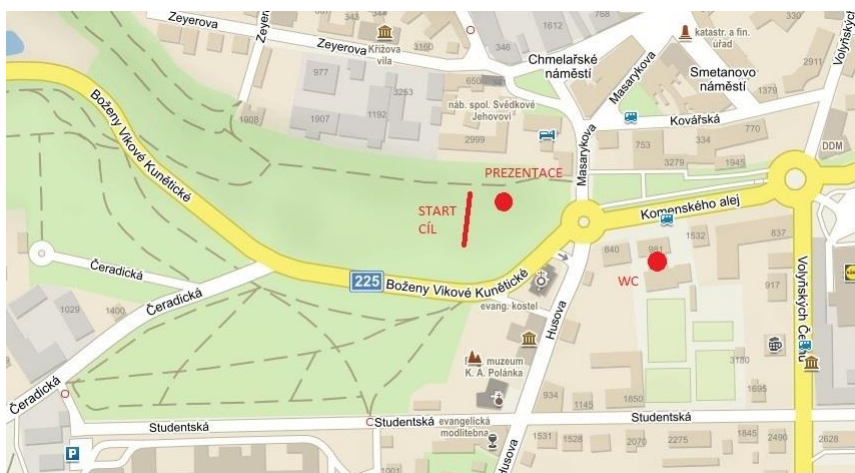 Zeyerova
343
344
Křížova
vila
3160
Zeyerova
Zeyerova
346
1612
768
katastr. a fin.
úřad
330
Volyňských
2911
Chmelařské
náměstí
Masarykova
Smetanovo
náměstí
1379
977
650
3253
1907
1192
náb. spol. Svědkové
Jehovovi
1908
2999
Kovářská
770
753
334
DDM
Masarykova
3279
1945
Boženy Vikové Kunětické
PREZENTACE
START
CÍL
Komenského alej
840
981
1532
837
WC
Čeradická
225
Boženy Vikové Kunětické
evang. kostel
Husova
Volyňských Čechů
917
Čeradická
1029
1400
muzeum
K. A. Polánka
3180
1695
Čeradická
934
1145
1850
Studentská
Studentská
evangelická
modlitebna
Studentská
1531
1528
2070
2275
1845
2490
2628
Husova
1001
P